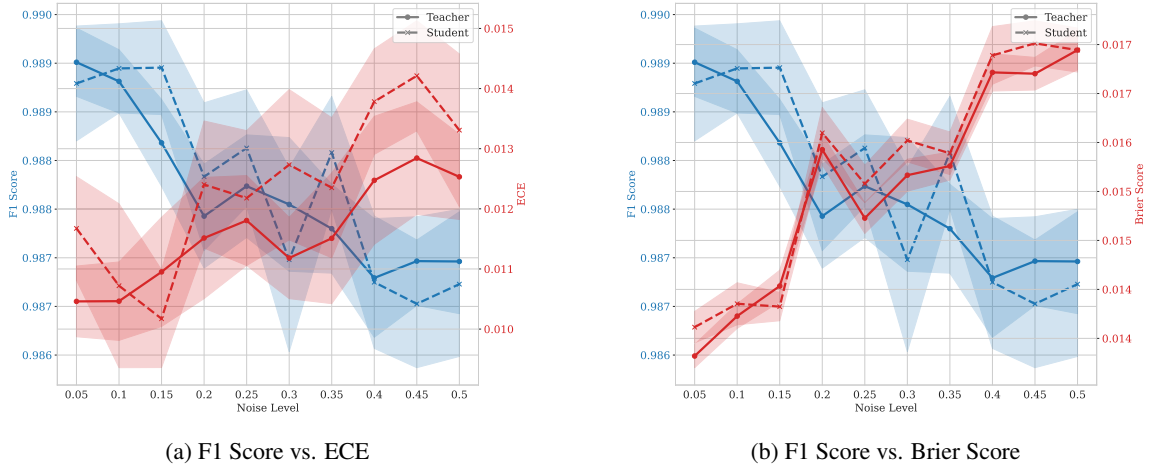 0.990
0.989
0.989
0.988
0.988
0.987
0.987
0.986
F1 Score
0.015
0.014
0.013
0.012
0.011
0.010
ECE
Teacher
Student
0.05 0.1 0.15 0.2 0.25 0.3 0.35 0.4 0.45 0.5
Noise Level
(a) F1 Score vs. ECE
0.990
0.989
0.989
0.988
0.988
0.987
0.987
0.986
F1 Score
0.017
0.017
0.016
0.015
0.015
0.014
0.014
Brier Score
Teacher
Student
0.05 0.1 0.15 0.2 0.25 0.3 0.35 0.4 0.45 0.5
Noise Level
(b) F1 Score vs. Brier Score